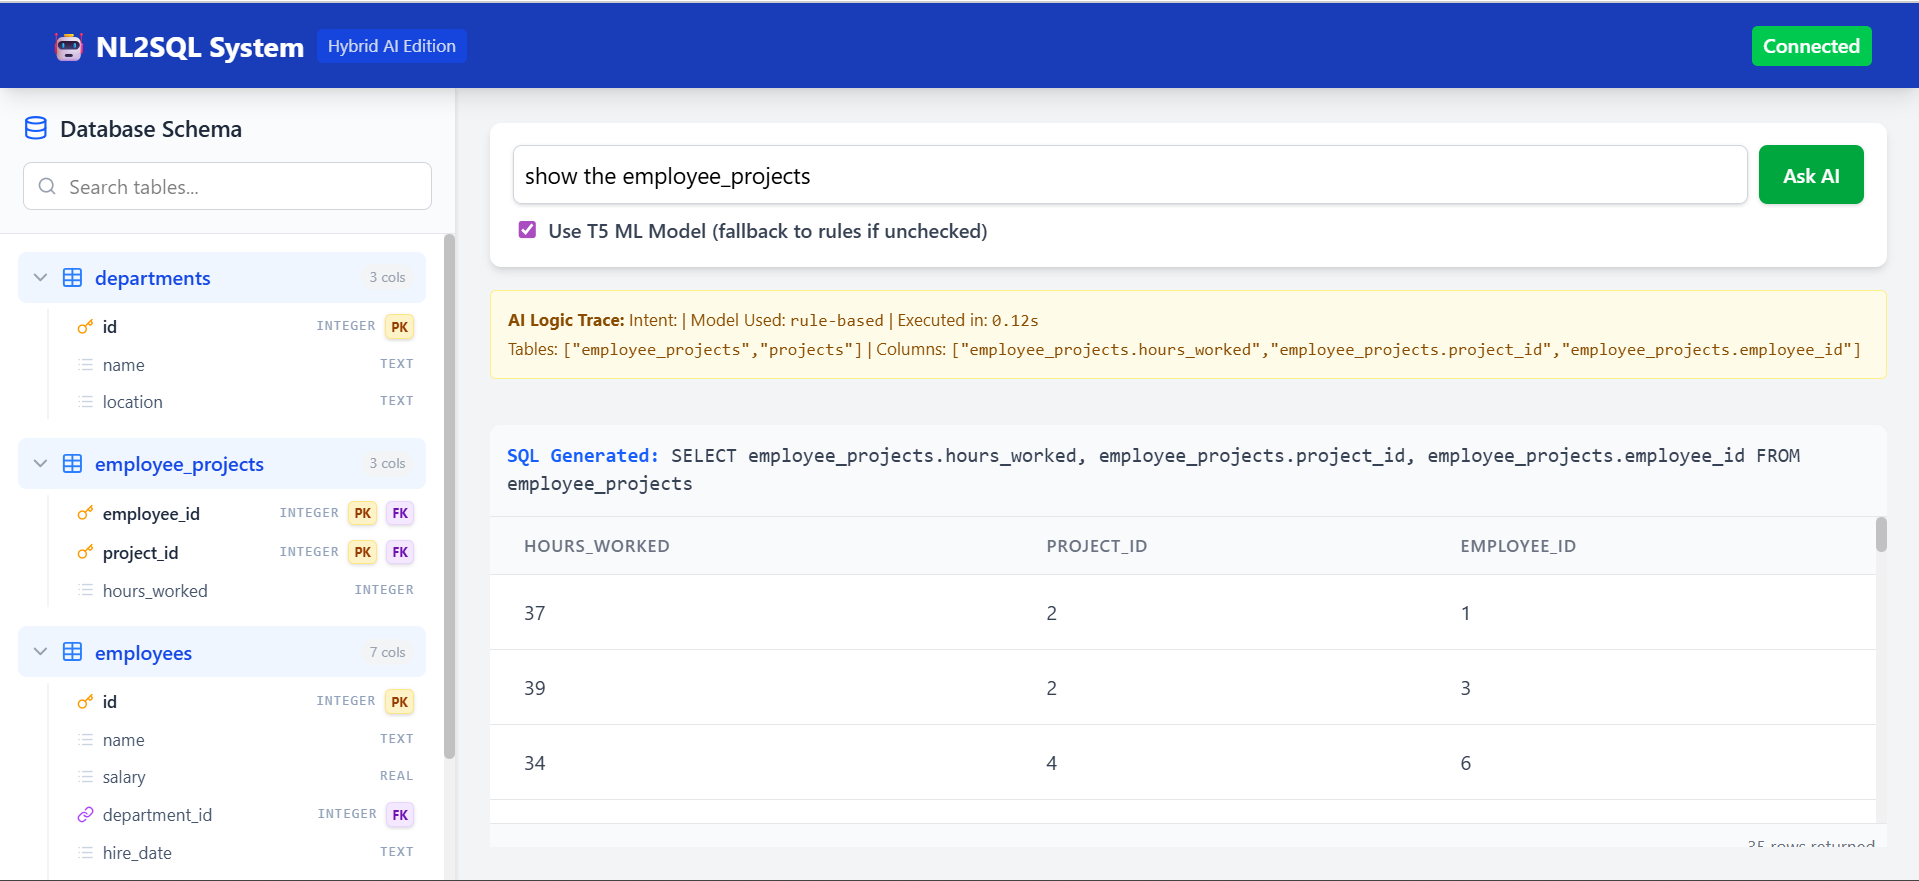 NL2SQL System
Hybrid AI Edition
Connected
Database Schema
Search tables...
departments 3 cols
id INTEGER PK
name TEXT
location TEXT
employee_projects 3 cols
employee_id INTEGER PK FK
project_id INTEGER PK FK
hours_worked INTEGER
employees 7 cols
id INTEGER PK
name TEXT
salary REAL
department_id INTEGER FK
hire_date TEXT
show the employee_projects
Ask AI
Use T5 ML Model (fallback to rules if unchecked)
AI Logic Trace: Intent: | Model Used: rule-based | Executed in: 0.12s
Tables: ["employee_projects","projects"] | Columns: ["employee_projects.hours_worked","employee_projects.project_id","employee_projects.employee_id"]
SQL Generated: SELECT employee_projects.hours_worked, employee_projects.project_id, employee_projects.employee_id FROM
employee_projects
HOURS_WORKED PROJECT_ID EMPLOYEE_ID
37 2 1
39 2 3
34 4 6
35 rows returned